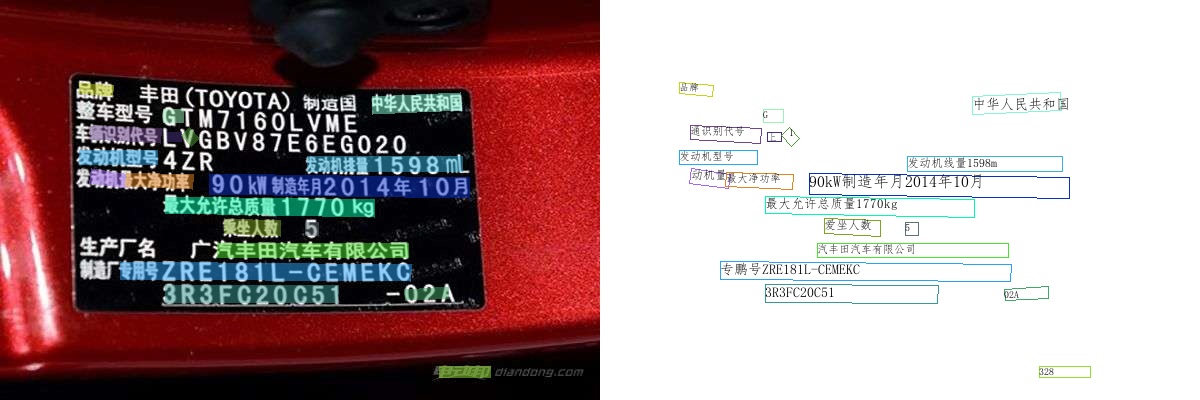 品牌 丰田(TOYOTA) 制造国 中华人民共和国
整车型号 GTM7160LVME
车辆识别代号 LVGBV87E6EG020
发动机型号 4ZR 发动机排量 1598 mL
发动机最大净功率 90 kW 制造年月 2014年10月
最大允许总质量 1770 kg
乘坐人数 5
生产厂名 广汽丰田汽车有限公司
制造厂专用号 ZRE181L-CEMEKC
3R3FC20C51 -02A
diandong.com
品牌
中华人民共和国
G
通识别代号 上 1
发动机型号 发动机线量1598m
动机量 最大净功率 90kW制造年月2014年10月
最大允许总质量1770kg
爱坐人数 5
汽丰田汽车有限公司
专鹏号ZRE181L-CEMEKC
3R3FC20C51 02A
328